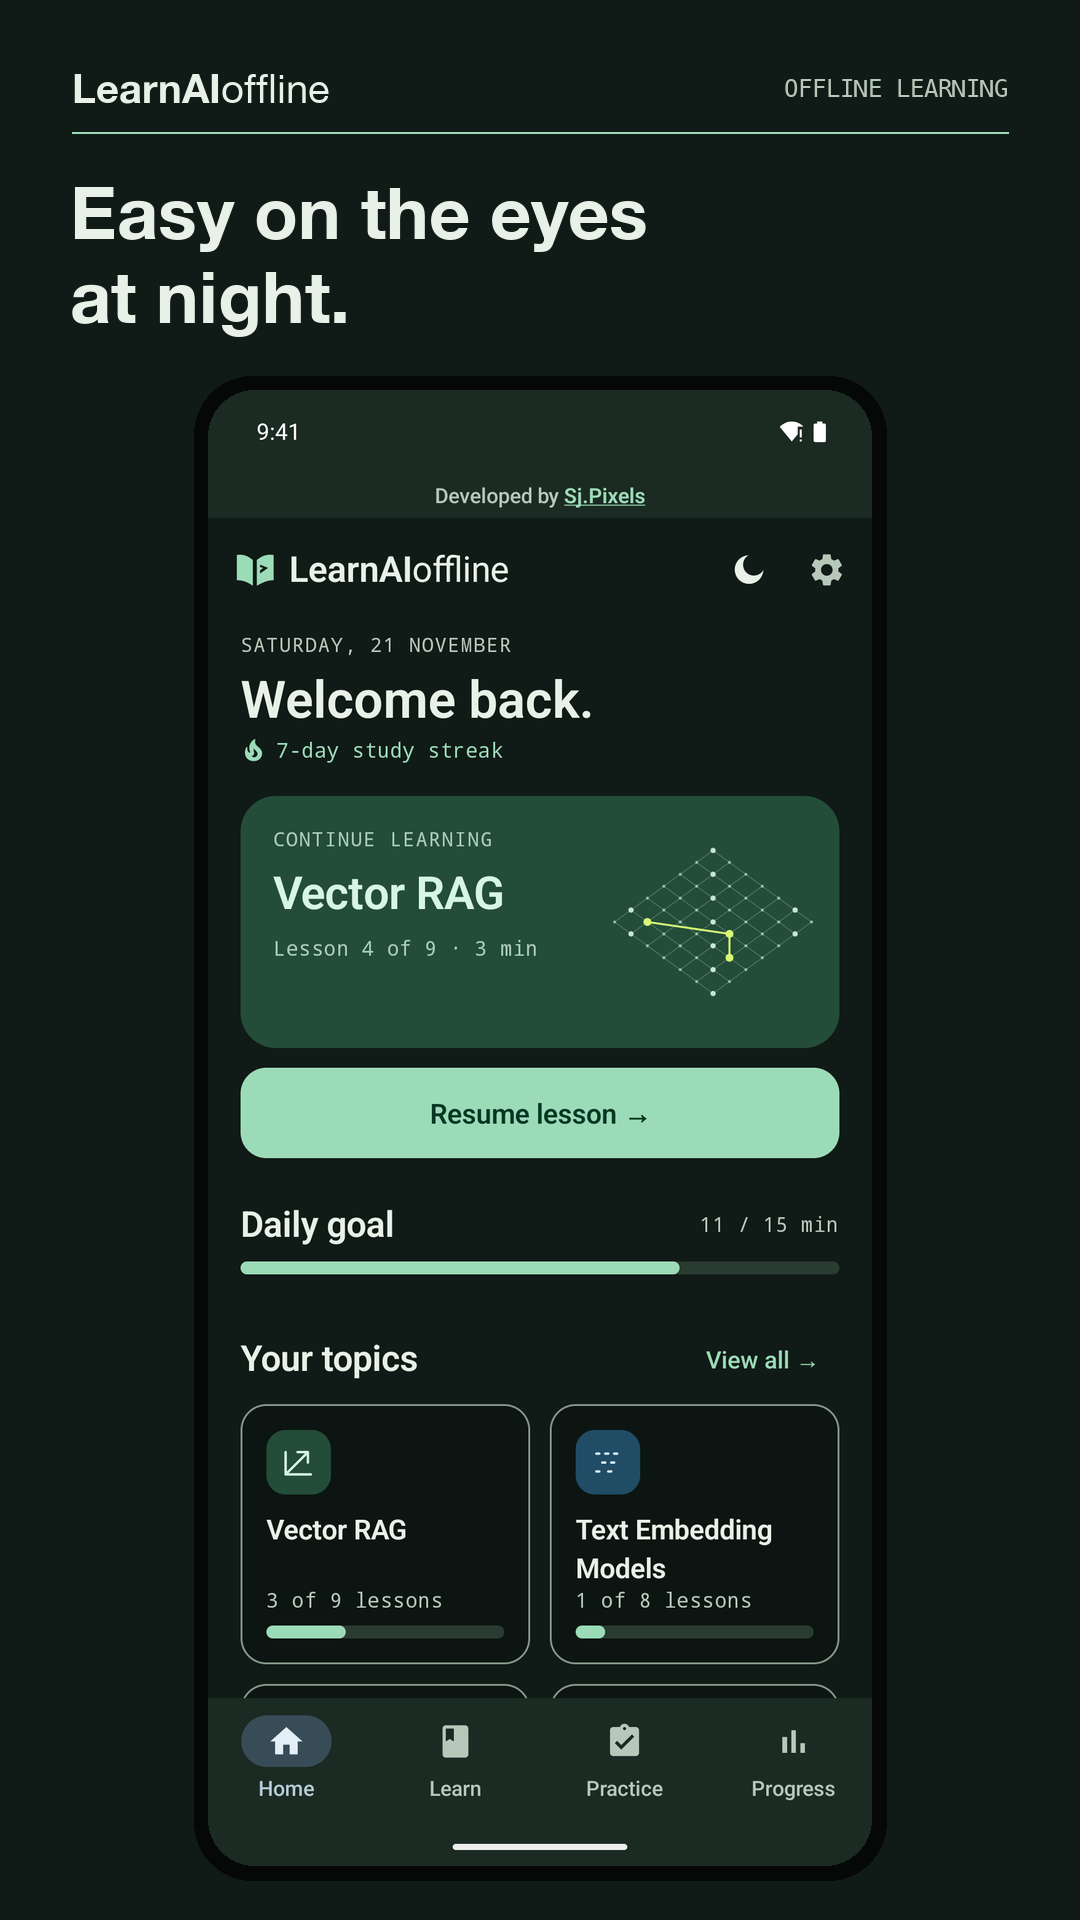 LearnAIoffline
OFFLINE LEARNING
Easy on the eyes
at night.
9:41
Developed by Sj.Pixels
LearnAIoffline
SATURDAY, 21 NOVEMBER
Welcome back.
7-day study streak
CONTINUE LEARNING
Vector RAG
Lesson 4 of 9 · 3 min
Resume lesson →
Daily goal
11 / 15 min
Your topics
View all →
Vector RAG
3 of 9 lessons
Text Embedding
Models
1 of 8 lessons
Home
Learn
Practice
Progress